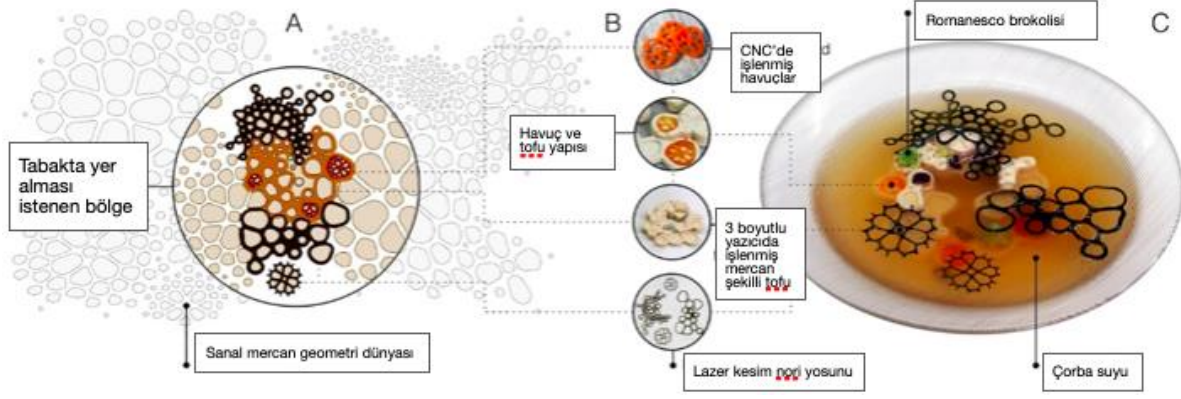 A
Tabakta yer
alması
istenen bölge
Sanal mercan geometri dünyası
B
CNC'de
işlenmiş
havuçlar
d
Havuç ve
tofu yapısı
3 boyutlu
yazıcıda
işlenmiş
mercan
şekilli tofu
Lazer kesim nori yosunu
Romanesco brokolisi
C
Çorba suyu